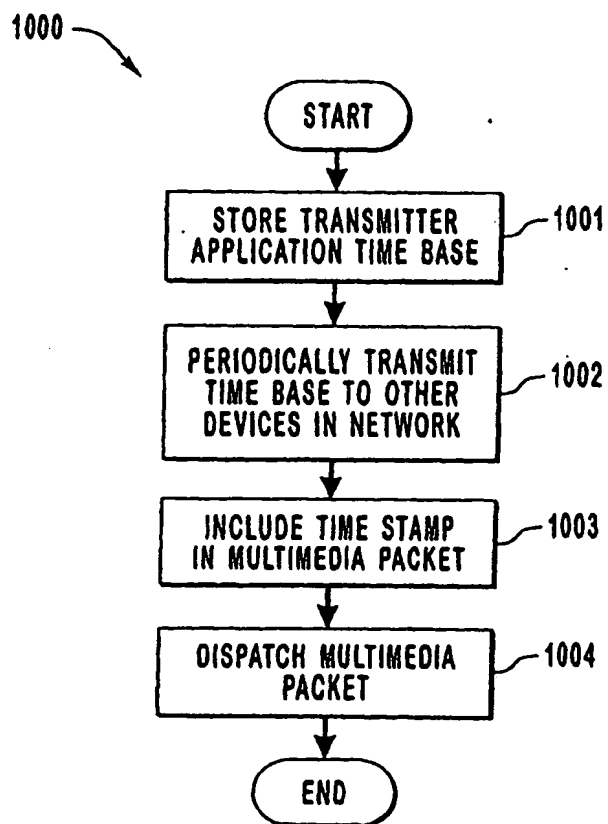 1000
START
STORE TRANSMITTER
APPLICATION TIME BASE
1001
PERIODICALLY TRANSMIT
TIME BASE TO OTHER
DEVICES IN NETWORK
1002
INCLUDE TIME STAMP
IN MULTIMEDIA PACKET
1003
DISPATCH MULTIMEDIA
PACKET
1004
END